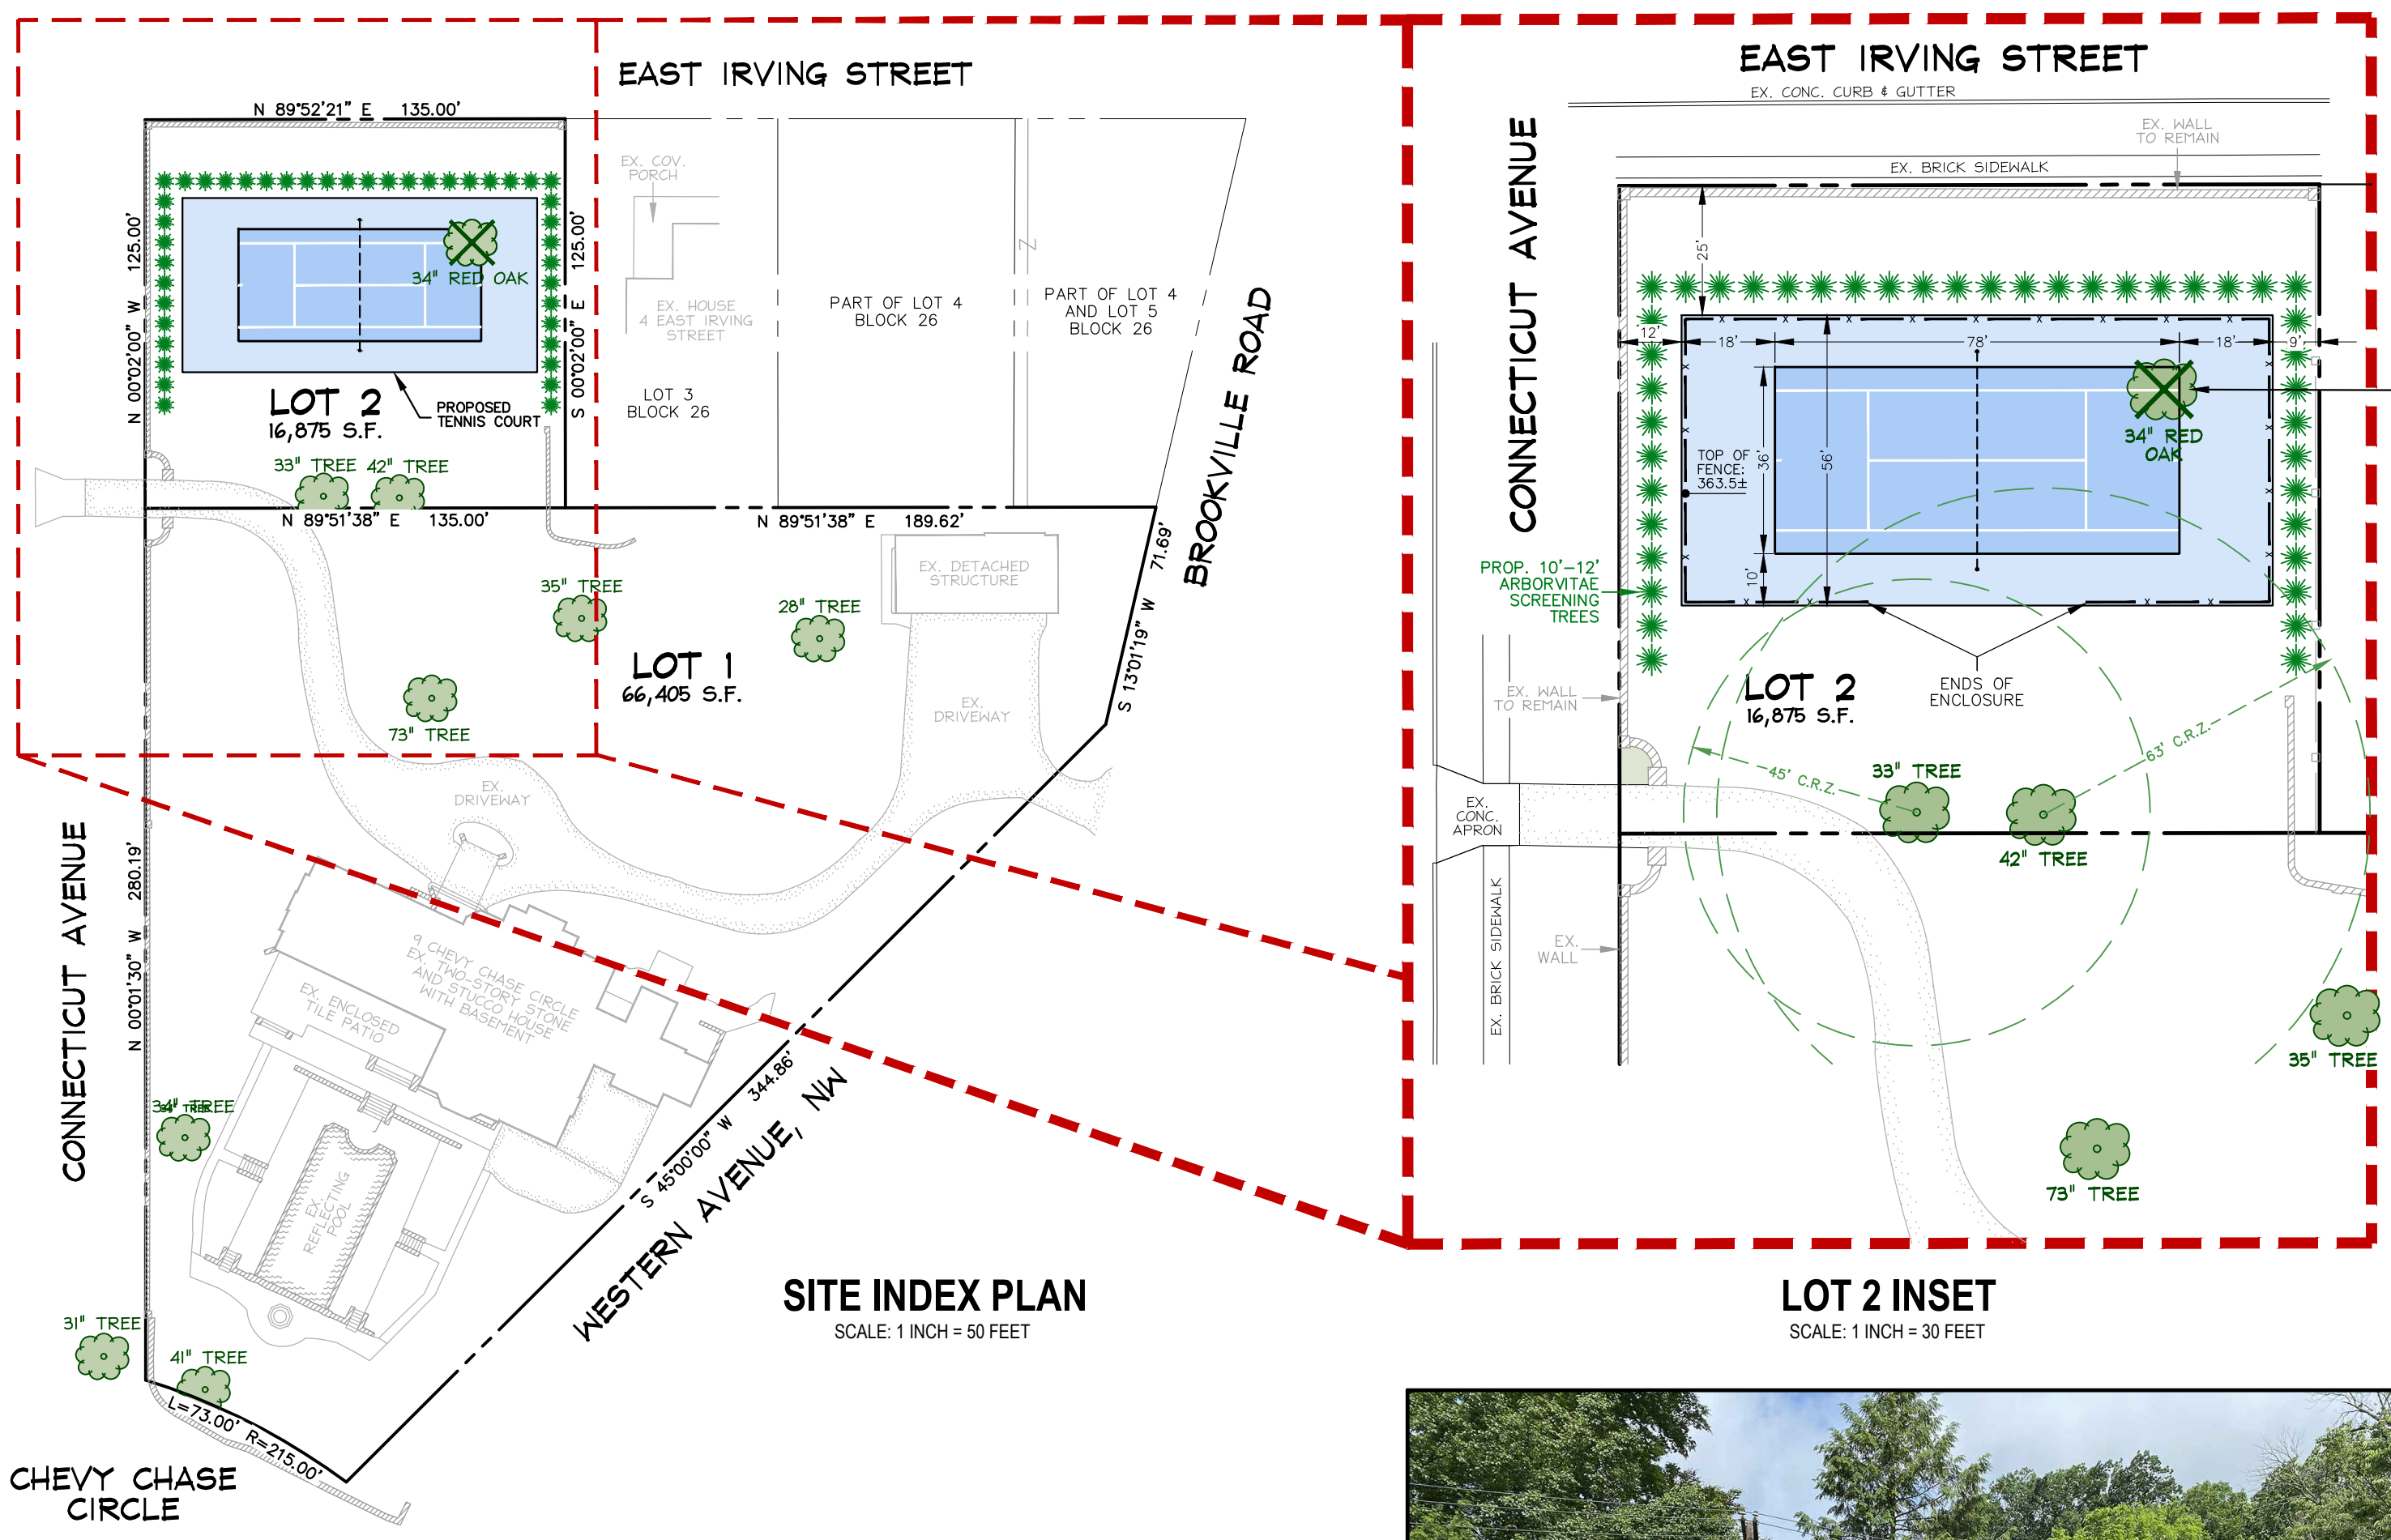 EAST IRVING STREET
N 89°52'21" E 135.00'
N 00°02'00" W 125.00'
S 00°02'00" E 125.00'
34" RED OAK
LOT 2
16,875 S.F.
PROPOSED
TENNIS COURT
33" TREE
42" TREE
N 89°51'38" E 135.00'
EX. COV.
PORCH
EX. HOUSE
4 EAST IRVING
STREET
LOT 3
BLOCK 26
PART OF LOT 4
BLOCK 26
Z
PART OF LOT 4
AND LOT 5
BLOCK 26
BROOKVILLE ROAD
N 89°51'38" E 189.62'
EX. DETACHED
STRUCTURE
S 13°01'19" W 71.69'
35" TREE
28" TREE
LOT 1
66,405 S.F.
73" TREE
EX.
DRIVEWAY
EX.
DRIVEWAY
CONNECTICUT AVENUE
N 00°01'30" W 280.19'
9 CHEVY CHASE CIRCLE
EX. TWO-STORY STONE
AND STUCCO HOUSE
WITH BASEMENT
EX. ENCLOSED
TILE PATIO
EX.
REFLECTING
POOL
34" TREE
S 45°00'00" W 344.86'
WESTERN AVENUE, NW
31" TREE
41" TREE
L=73.00' R=215.00'
CHEVY CHASE
CIRCLE
SITE INDEX PLAN
SCALE: 1 INCH = 50 FEET
EAST IRVING STREET
EX. CONC. CURB & GUTTER
EX. WALL
TO REMAIN
EX. BRICK SIDEWALK
CONNECTICUT AVENUE
25'
12'
18'
78'
18'
9'
36'
56'
10'
TOP OF
FENCE:
363.5±
34" RED
OAK
PROP. 10'-12'
ARBORVITAE
SCREENING
TREES
ENDS OF
ENCLOSURE
LOT 2
16,875 S.F.
EX. WALL
TO REMAIN
45' C.R.Z.
63' C.R.Z.
33" TREE
42" TREE
EX.
CONC.
APRON
EX. BRICK SIDEWALK
EX.
WALL
35" TREE
73" TREE
LOT 2 INSET
SCALE: 1 INCH = 30 FEET